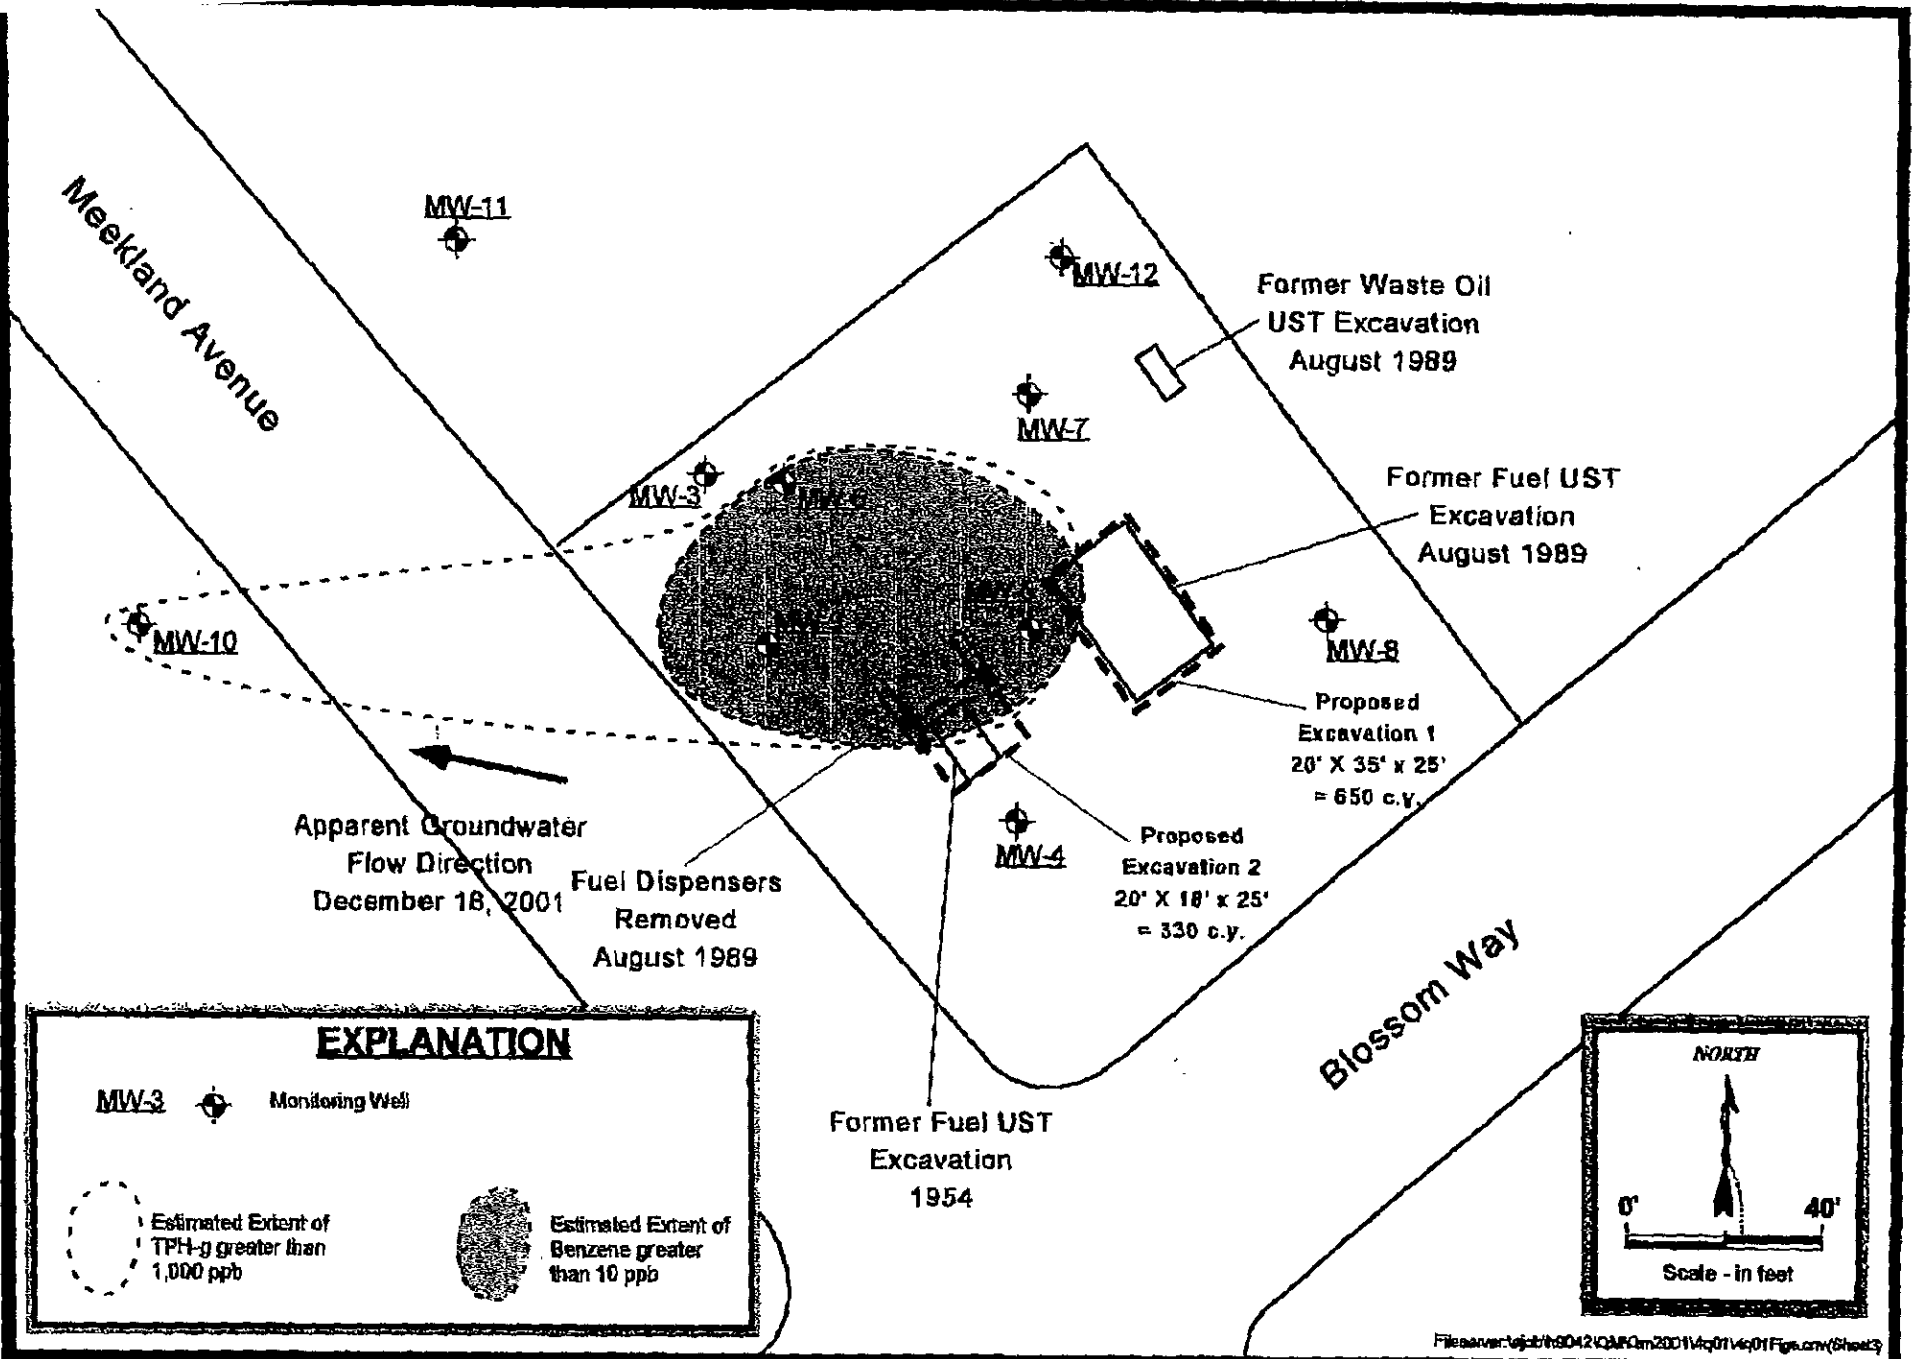 Meekland Avenue
MW-11
MW-12
Former Waste Oil
UST Excavation
August 1989
MW-7
MW-3
MW-6
Former Fuel UST
Excavation
August 1989
MW-10
MW-8
Proposed
Excavation 1
20' X 35' x 25'
= 650 c.y.
Apparent Groundwater
Flow Direction
December 18, 2001
Fuel Dispensers
Removed
August 1989
MW-4
Proposed
Excavation 2
20' X 18' x 25'
= 330 c.y.
Blossom Way
Former Fuel UST
Excavation
1954
EXPLANATION
MW-3
Monitoring Well
Estimated Extent of
TPH-g greater than
1,000 ppb
Estimated Extent of
Benzene greater
than 10 ppb
NORTH
0' 40'
Scale - in feet